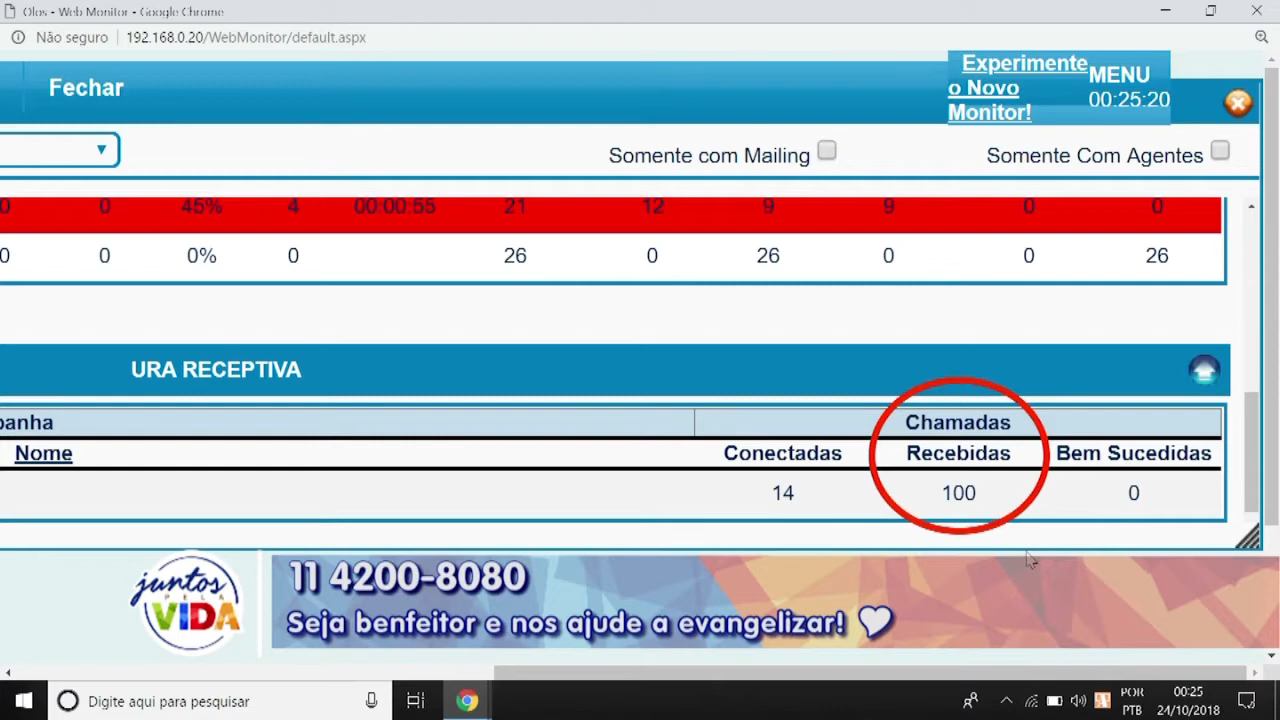 Olos - Web Monitor - Google Chrome
Não seguro 192.168.0.20/WebMonitor/default.aspx
Fechar
Experimente
o Novo
Monitor!
MENU
00:25:20
Somente com Mailing
Somente Com Agentes
0 0 45% 4 00:00:55 21 12 9 9 0 0
0 0 0% 0 26 0 26 0 0 26
URA RECEPTIVA
panha Chamadas
Nome Conectadas Recebidas Bem Sucedidas
14 100 0
juntos
PELA
VIDA
11 4200-8080
Seja benfeitor e nos ajude a evangelizar!
Digite aqui para pesquisar
POR
PTB
00:25
24/10/2018